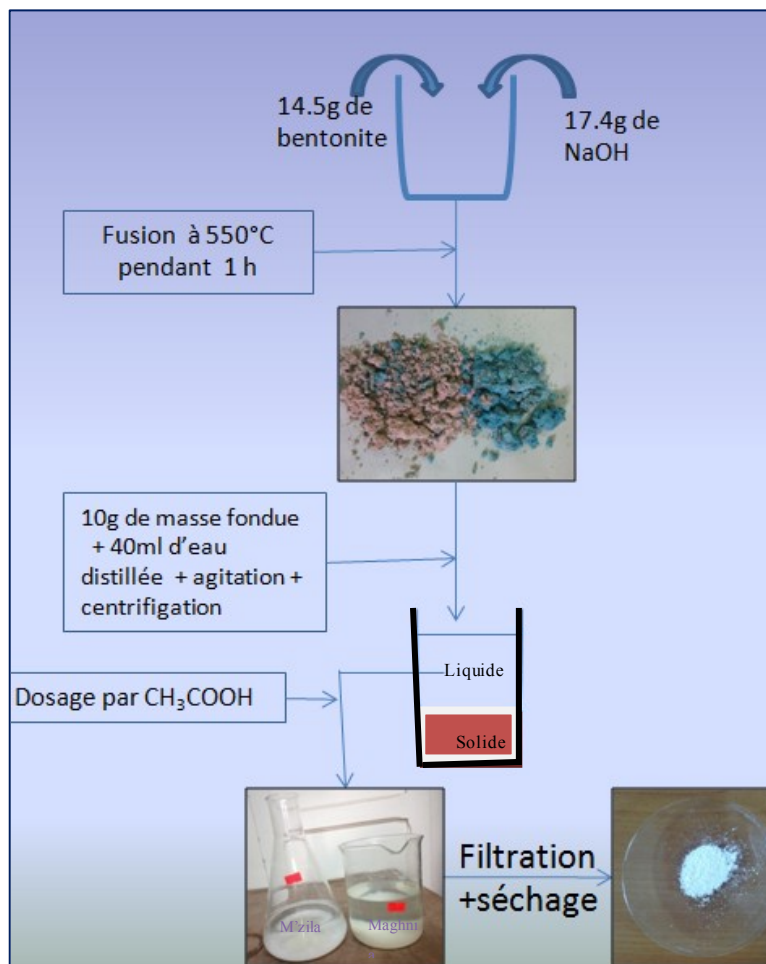 14.5g de
bentonite
17.4g de
NaOH
Fusion à 550°C
pendant 1 h
10g de masse fondue
+ 40ml d'eau
distillée + agitation +
centrifigation
Liquide
Solide
Dosage par CH₃COOH
M'zila
Maghni
Filtration
+séchage